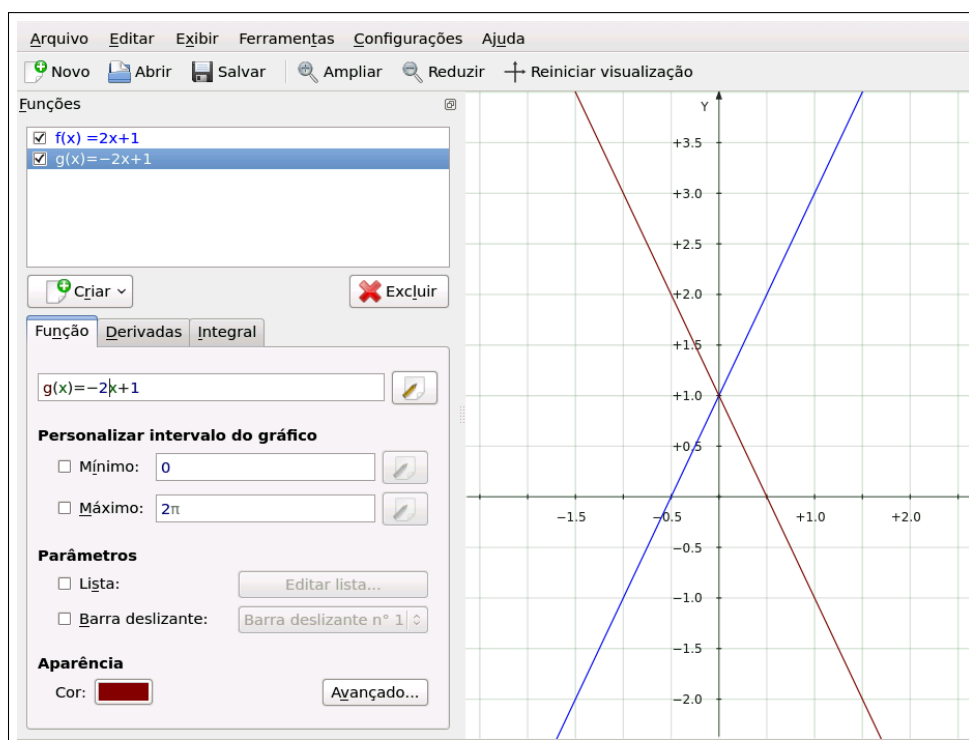 Arquivo Editar Exibir Ferramentas Configurações Ajuda
Novo Abrir Salvar Ampliar Reduzir Reiniciar visualização
Funções
f(x) =2x+1
g(x)=−2x+1
Criar Excluir
Função Derivadas Integral
g(x)=−2x+1
Personalizar intervalo do gráfico
Mínimo: 0
Máximo: 2π
Parâmetros
Lista: Editar lista...
Barra deslizante: Barra deslizante n° 1
Aparência
Cor: Avançado...
Y
+3.5
+3.0
+2.5
+2.0
+1.5
+1.0
+0.5
−1.5 −0.5 +1.0 +2.0
−0.5
−1.0
−1.5
−2.0